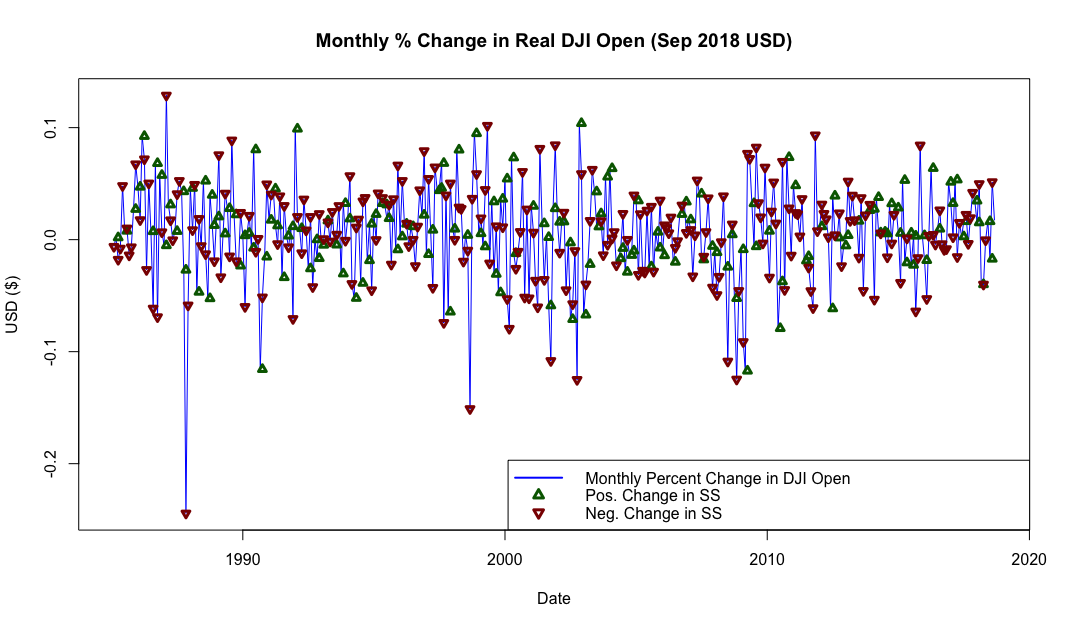 Monthly % Change in Real DJI Open (Sep 2018 USD)
USD ($)
0.1
0.0
-0.1
-0.2
Monthly Percent Change in DJI Open
Pos. Change in SS
Neg. Change in SS
1990
2000
2010
2020
Date